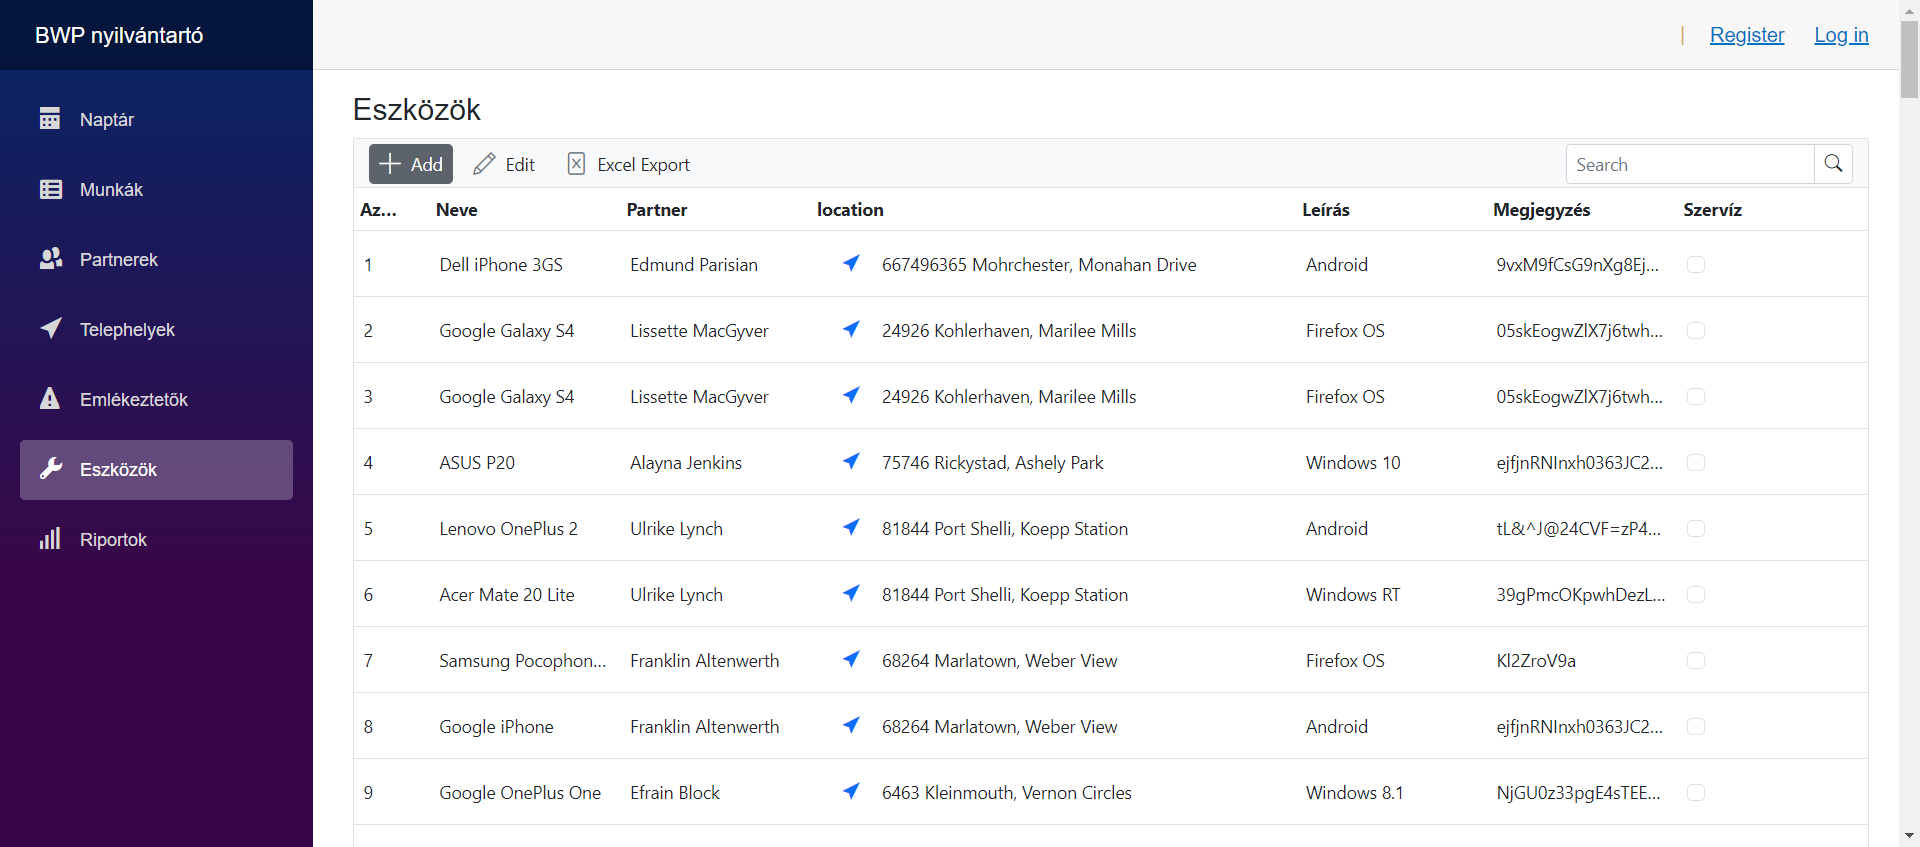 BWP nyilvántartó
| Register Log in
Naptár
Munkák
Partnerek
Telephelyek
Emlékeztetők
Eszközök
Riportok
Eszközök
Add Edit Excel Export Search
Az... Neve Partner location Leírás Megjegyzés Szervíz
1 Dell iPhone 3GS Edmund Parisian 667496365 Mohrchester, Monahan Drive Android 9vxM9fCsG9nXg8Ej...
2 Google Galaxy S4 Lissette MacGyver 24926 Kohlerhaven, Marilee Mills Firefox OS 05skEogwZlX7j6twh...
3 Google Galaxy S4 Lissette MacGyver 24926 Kohlerhaven, Marilee Mills Firefox OS 05skEogwZlX7j6twh...
4 ASUS P20 Alayna Jenkins 75746 Rickystad, Ashely Park Windows 10 ejfjnRNInxh0363JC2...
5 Lenovo OnePlus 2 Ulrike Lynch 81844 Port Shelli, Koepp Station Android tL&^J@24CVF=zP4...
6 Acer Mate 20 Lite Ulrike Lynch 81844 Port Shelli, Koepp Station Windows RT 39gPmcOKpwhDezL...
7 Samsung Pocophon... Franklin Altenwerth 68264 Marlatown, Weber View Firefox OS Kl2ZroV9a
8 Google iPhone Franklin Altenwerth 68264 Marlatown, Weber View Android ejfjnRNInxh0363JC2...
9 Google OnePlus One Efrain Block 6463 Kleinmouth, Vernon Circles Windows 8.1 NjGU0z33pgE4sTEE...